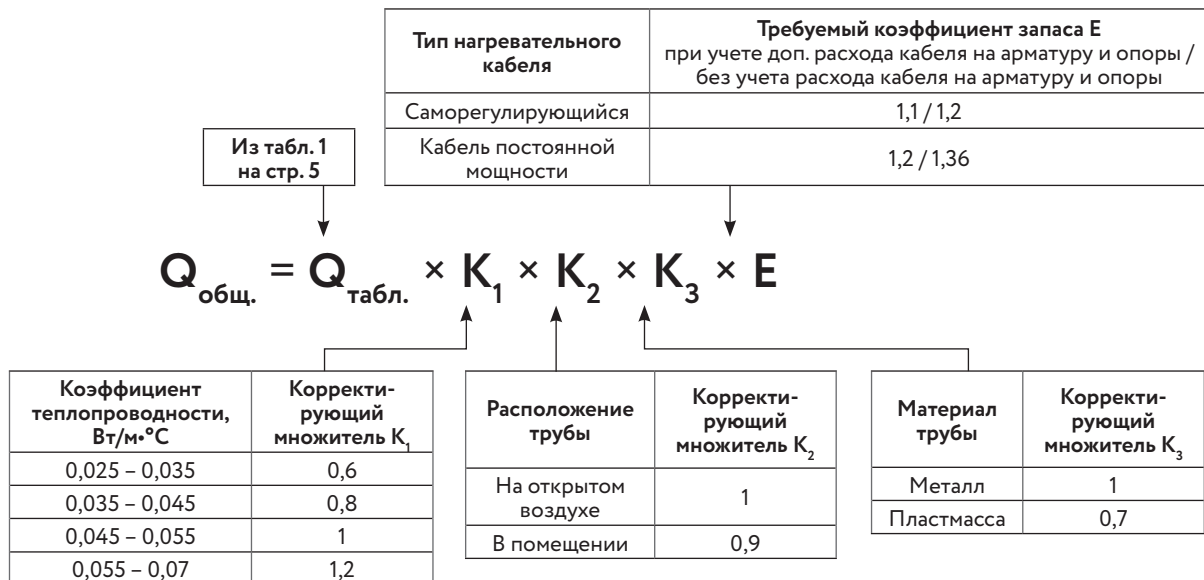 Тип нагревательного
кабеля
Требуемый коэффициент запаса E
при учете доп. расхода кабеля на арматуру и опоры /
без учета расхода кабеля на арматуру и опоры
Саморегулирующийся
1,1 / 1,2
Кабель постоянной
мощности
1,2 / 1,36
Из табл. 1
на стр. 5
Qобщ. = Qтабл. × K1 × K2 × K3 × E
Коэффициент
теплопроводности,
Вт/м•°C
Корректи-
рующий
множитель K1
0,025 – 0,035
0,6
0,035 – 0,045
0,8
0,045 – 0,055
1
0,055 – 0,07
1,2
Расположение
трубы
Корректи-
рующий
множитель K2
На открытом
воздухе
1
В помещении
0,9
Материал
трубы
Корректи-
рующий
множитель K3
Металл
1
Пластмасса
0,7